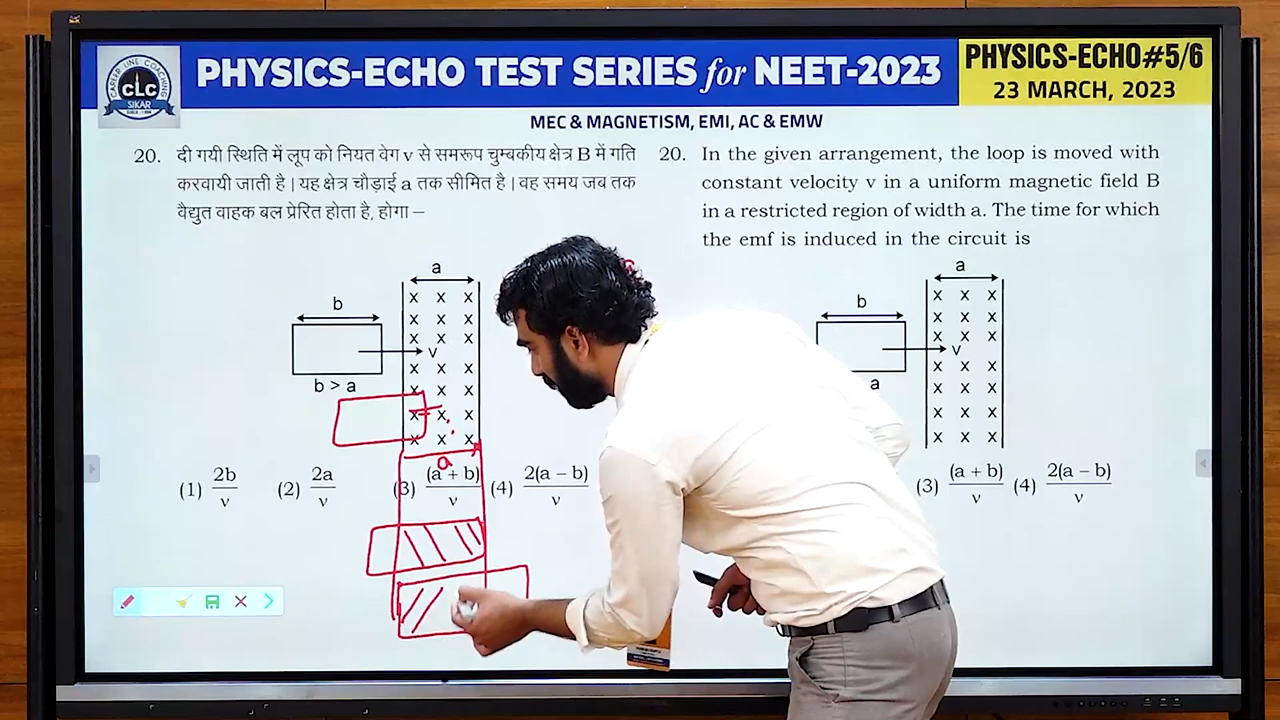 CAREER LINE COACHING
cLc
SIKAR
PHYSICS-ECHO TEST SERIES for NEET-2023
PHYSICS-ECHO#5/6
23 MARCH, 2023
MEC & MAGNETISM, EMI, AC & EMW
20. दी गयी स्थिति में लूप को नियत वेग v से समरूप चुम्बकीय क्षेत्र B में गति
करवायी जाती है | यह क्षेत्र चौड़ाई a तक सीमित है | वह समय जब तक
वैद्युत वाहक बल प्रेरित होता है, होगा –
a
b
x x x
x x x
x x
v
x x x
x x x
x x x
x x x
b > a
a
(1) 2b/v (2) 2a/v (3) (a + b)/v (4) 2(a – b)/v
20. In the given arrangement, the loop is moved with
constant velocity v in a uniform magnetic field B
in a restricted region of width a. The time for which
the emf is induced in the circuit is
a
b
x x x
x x x
x x x
v
x x x
x x x
x x x
x x x
a
(3) (a + b)/v (4) 2(a – b)/v